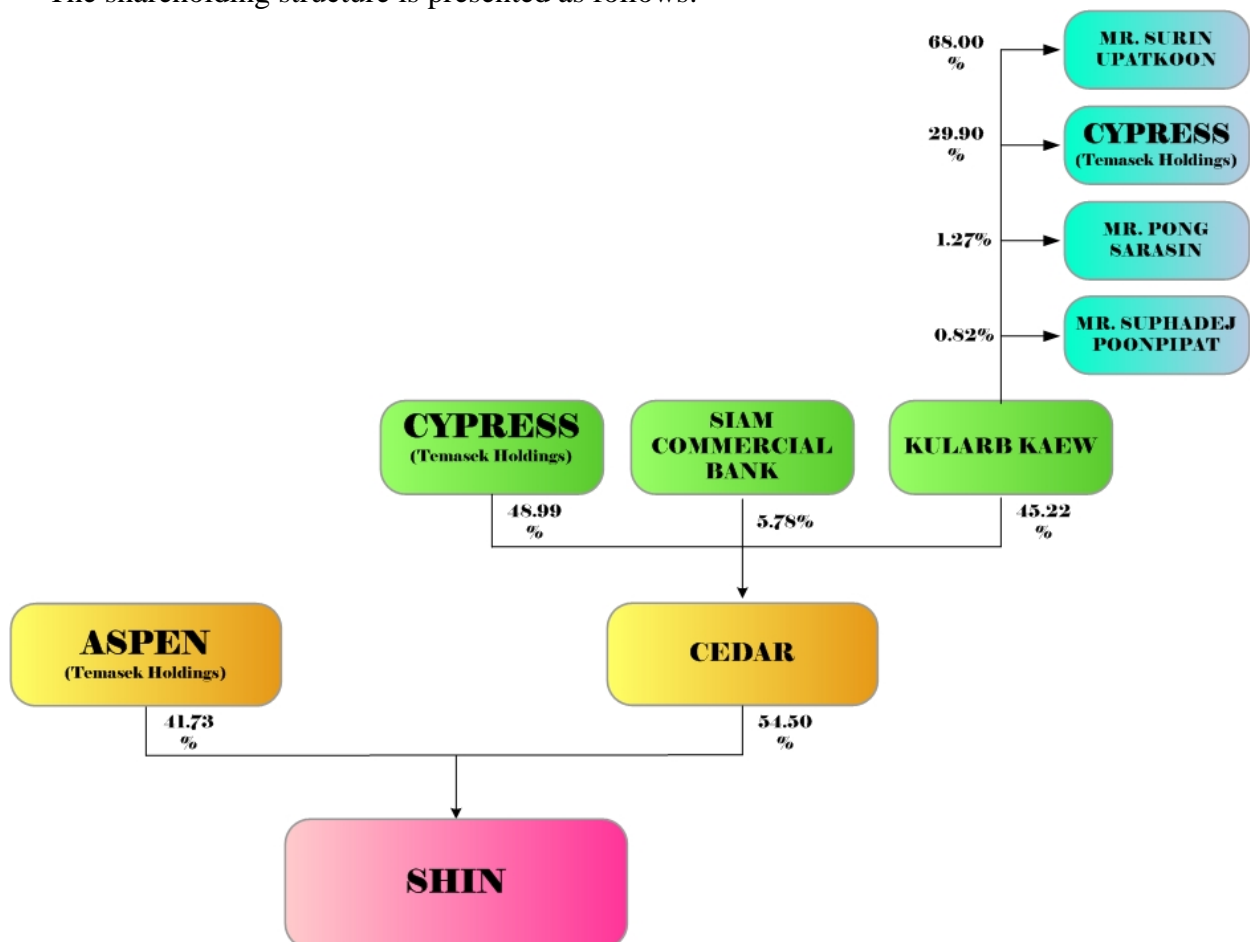 The shareholding structure is presented as follows:
68.00
%
MR. SURIN
UPATKOON
29.90
%
CYPRESS
(Temasek Holdings)
1.27%
MR. PONG
SARASIN
0.82%
MR. SUPHADEJ
POONPIPAT
CYPRESS
(Temasek Holdings)
SIAM
COMMERCIAL
BANK
KULARB KAEW
48.99
%
5.78%
45.22
%
ASPEN
(Temasek Holdings)
CEDAR
41.73
%
54.50
%
SHIN